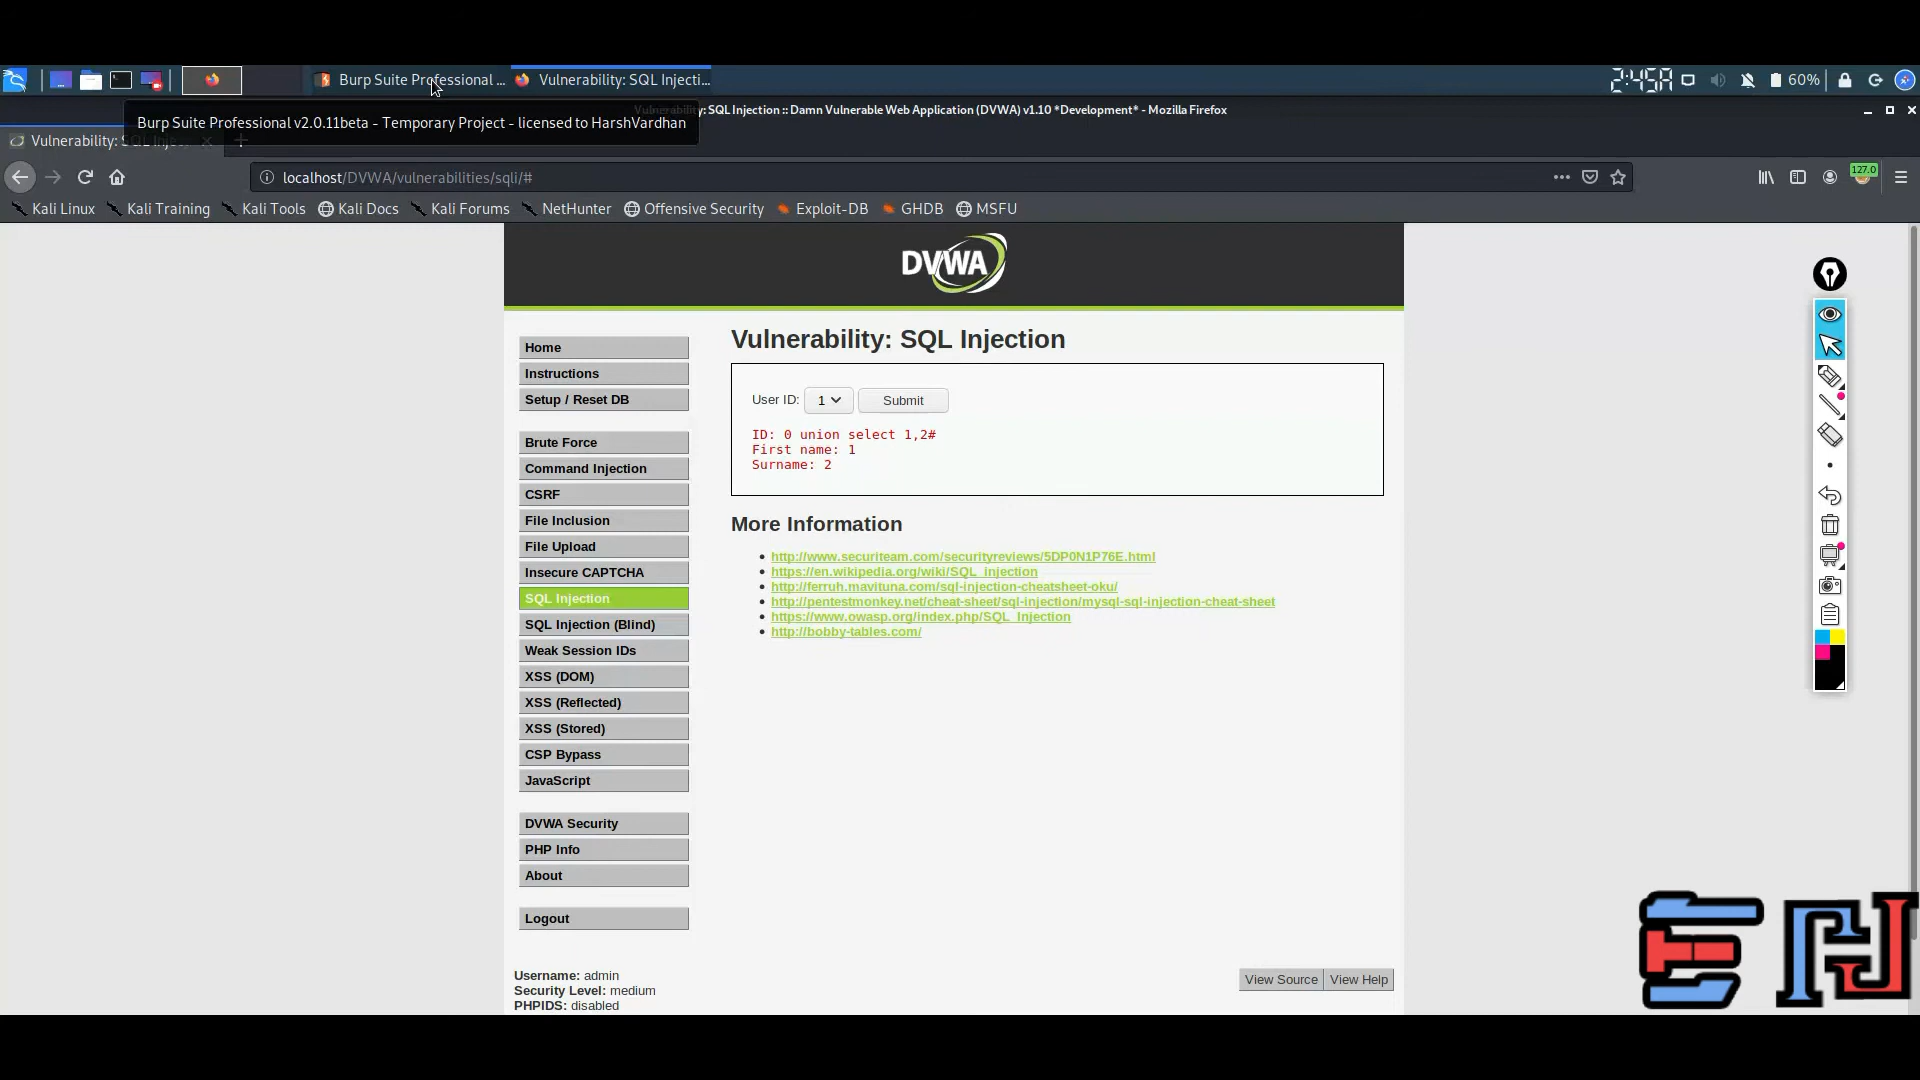 Burp Suite Professional ...
Vulnerability: SQL Injecti...
2:45A
60%
Vulnerability: SQL Injection :: Damn Vulnerable Web Application (DVWA) v1.10 *Development* - Mozilla Firefox
Burp Suite Professional v2.0.11beta - Temporary Project - licensed to HarshVardhan
Vulnerability: SQL Injec
localhost/DVWA/vulnerabilities/sqli/#
127.0
Kali Linux
Kali Training
Kali Tools
Kali Docs
Kali Forums
NetHunter
Offensive Security
Exploit-DB
GHDB
MSFU
DVWA
Home
Instructions
Setup / Reset DB
Brute Force
Command Injection
CSRF
File Inclusion
File Upload
Insecure CAPTCHA
SQL Injection
SQL Injection (Blind)
Weak Session IDs
XSS (DOM)
XSS (Reflected)
XSS (Stored)
CSP Bypass
JavaScript
DVWA Security
PHP Info
About
Logout
Vulnerability: SQL Injection
User ID: 1 Submit
ID: 0 union select 1,2#
First name: 1
Surname: 2
More Information
http://www.securiteam.com/securityreviews/5DP0N1P76E.html
https://en.wikipedia.org/wiki/SQL_injection
http://ferruh.mavituna.com/sql-injection-cheatsheet-oku/
http://pentestmonkey.net/cheat-sheet/sql-injection/mysql-sql-injection-cheat-sheet
https://www.owasp.org/index.php/SQL_Injection
http://bobby-tables.com/
Username: admin
Security Level: medium
PHPIDS: disabled
View Source
View Help